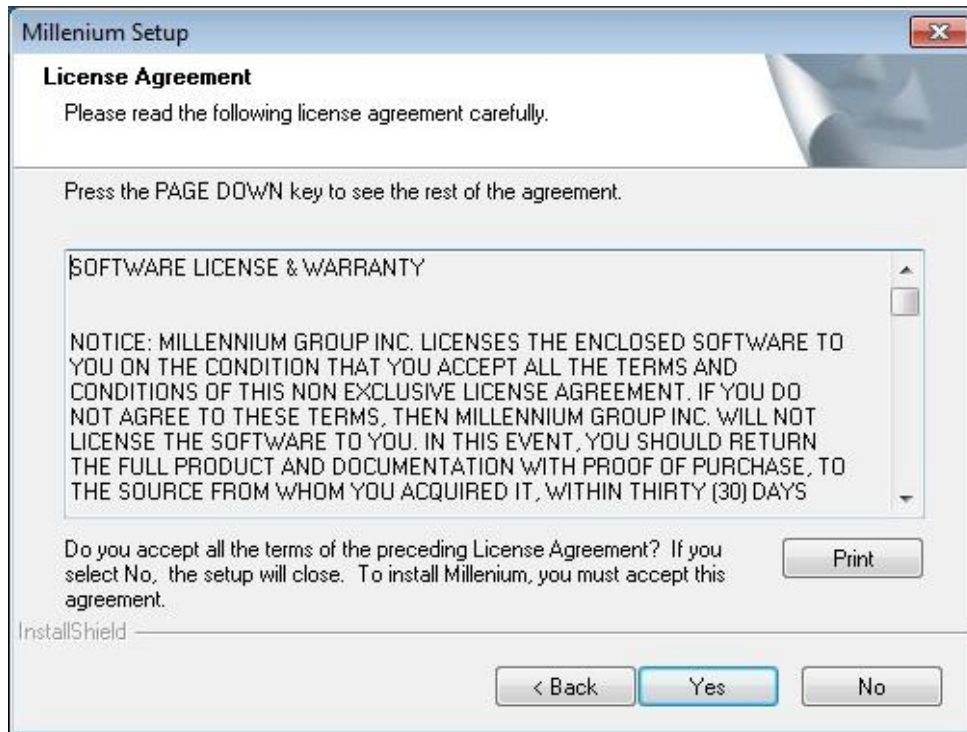 Millenium Setup
License Agreement
Please read the following license agreement carefully.
Press the PAGE DOWN key to see the rest of the agreement.
SOFTWARE LICENSE & WARRANTY
NOTICE: MILLENNIUM GROUP INC. LICENSES THE ENCLOSED SOFTWARE TO
YOU ON THE CONDITION THAT YOU ACCEPT ALL THE TERMS AND
CONDITIONS OF THIS NON EXCLUSIVE LICENSE AGREEMENT. IF YOU DO
NOT AGREE TO THESE TERMS, THEN MILLENNIUM GROUP INC. WILL NOT
LICENSE THE SOFTWARE TO YOU. IN THIS EVENT, YOU SHOULD RETURN
THE FULL PRODUCT AND DOCUMENTATION WITH PROOF OF PURCHASE, TO
THE SOURCE FROM WHOM YOU ACQUIRED IT, WITHIN THIRTY (30) DAYS
Do you accept all the terms of the preceding License Agreement? If you
select No, the setup will close. To install Millenium, you must accept this
agreement.
Print
InstallShield
< Back
Yes
No